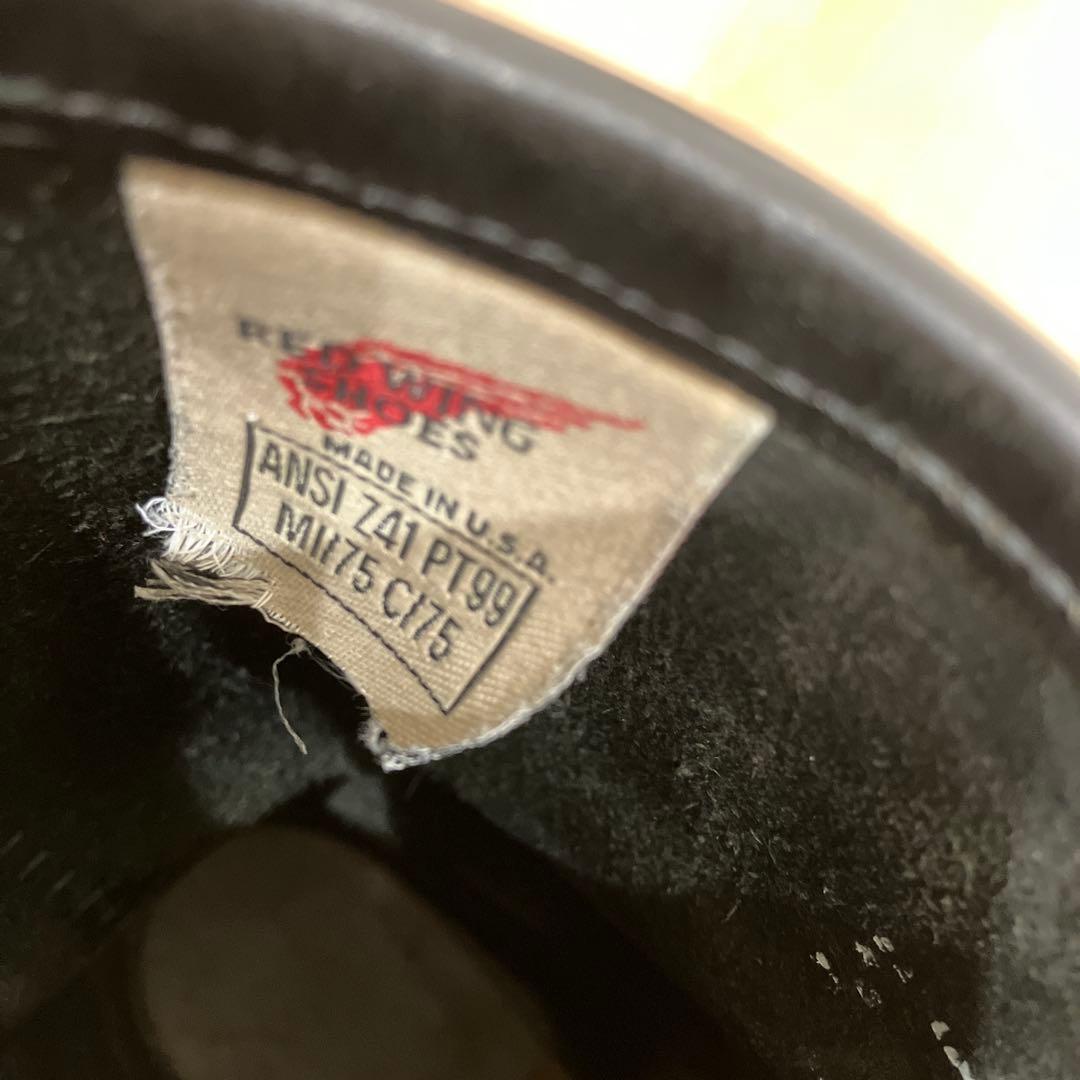 RED WING
SHOES
MADE IN U.S.A.
ANSI Z41 PT99
MI/75 C/75